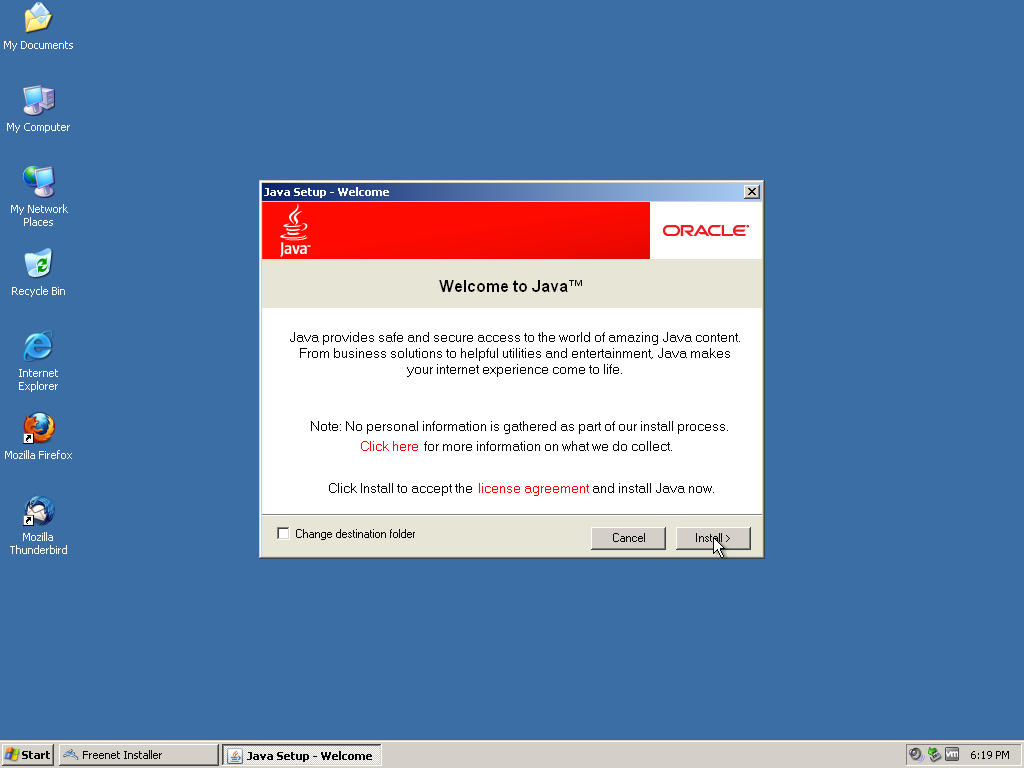 My Documents
My Computer
My Network
Places
Recycle Bin
Internet
Explorer
Mozilla Firefox
Mozilla
Thunderbird
Java Setup - Welcome
Java™
ORACLE®
Welcome to Java™
Java provides safe and secure access to the world of amazing Java content.
From business solutions to helpful utilities and entertainment, Java makes
your internet experience come to life.
Note: No personal information is gathered as part of our install process.
Click here for more information on what we do collect.
Click Install to accept the license agreement and install Java now.
Change destination folder
Cancel
Install >
Start
Freenet Installer
Java Setup - Welcome
vm
6:19 PM